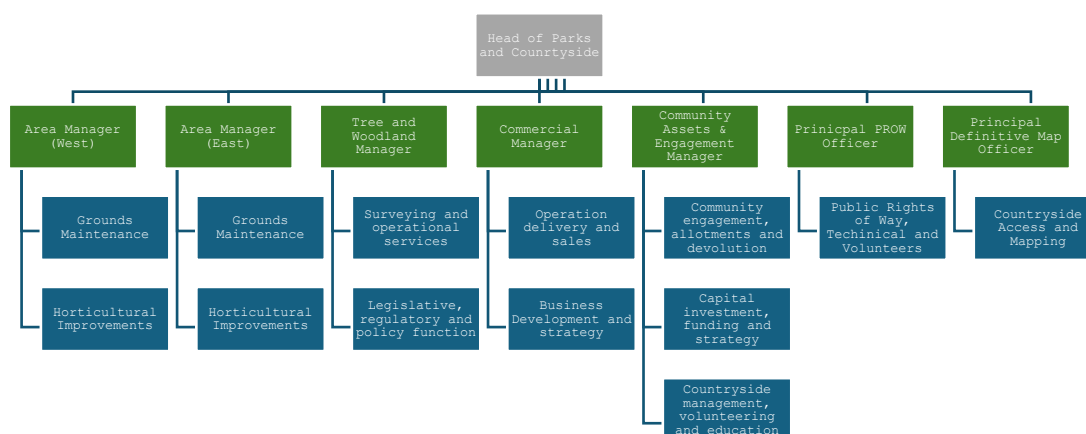 Head of Parks
and Counrtyside
Area Manager
(West)
Area Manager
(East)
Tree and
Woodland
Manager
Commercial
Manager
Community
Assets &
Engagement
Manager
Prinicpal PROW
Officer
Principal
Definitive Map
Officer
Grounds
Maintenance
Grounds
Maintenance
Surveying and
operational
services
Operation
delivery and
sales
Community
engagement,
allotments and
devolution
Public Rights
of Way,
Techinical and
Volunteers
Countryside
Access and
Mapping
Horticultural
Improvements
Horticultural
Improvements
Legislative,
regulatory and
policy function
Business
Development and
strategy
Capital
investment,
funding and
strategy
Countryside
management,
volunteering
and education